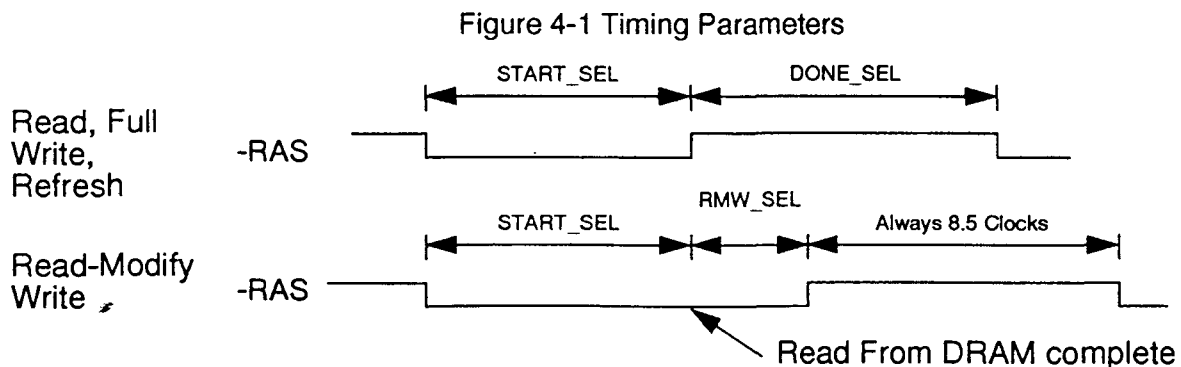 Figure 4-1 Timing Parameters
START_SEL DONE_SEL
Read, Full
Write,
Refresh
-RAS
RMW_SEL
START_SEL Always 8.5 Clocks
Read-Modify
Write
-RAS
Read From DRAM complete